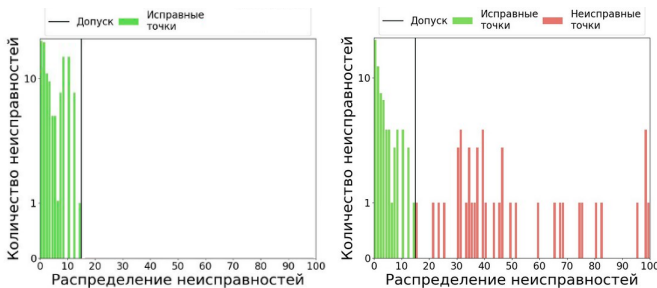 Допуск
Исправные
точки
Количество неисправностей
10
1
0
0 10 20 30 40 50 60 70 80 90 100
Распределение неисправностей
Допуск
Исправные
точки
Неисправные
точки
Количество неисправностей
10
1
0
0 10 20 30 40 50 60 70 80 90 100
Распределение неисправностей